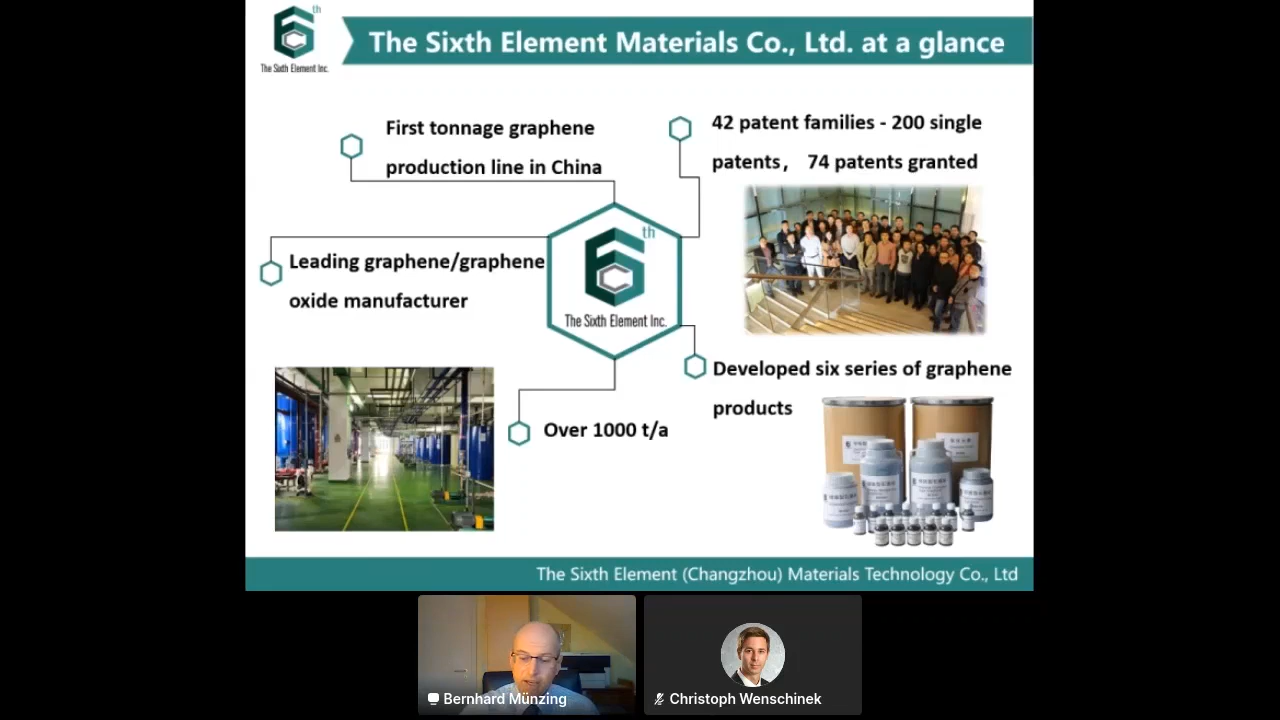 th
The Sixth Element Inc.
The Sixth Element Materials Co., Ltd. at a glance
First tonnage graphene
production line in China
42 patent families - 200 single
patents， 74 patents granted
Leading graphene/graphene
oxide manufacturer
th
The Sixth Element Inc.
Developed six series of graphene
products
Over 1000 t/a
The Sixth Element (Changzhou) Materials Technology Co., Ltd
Bernhard Münzing
Christoph Wenschinek